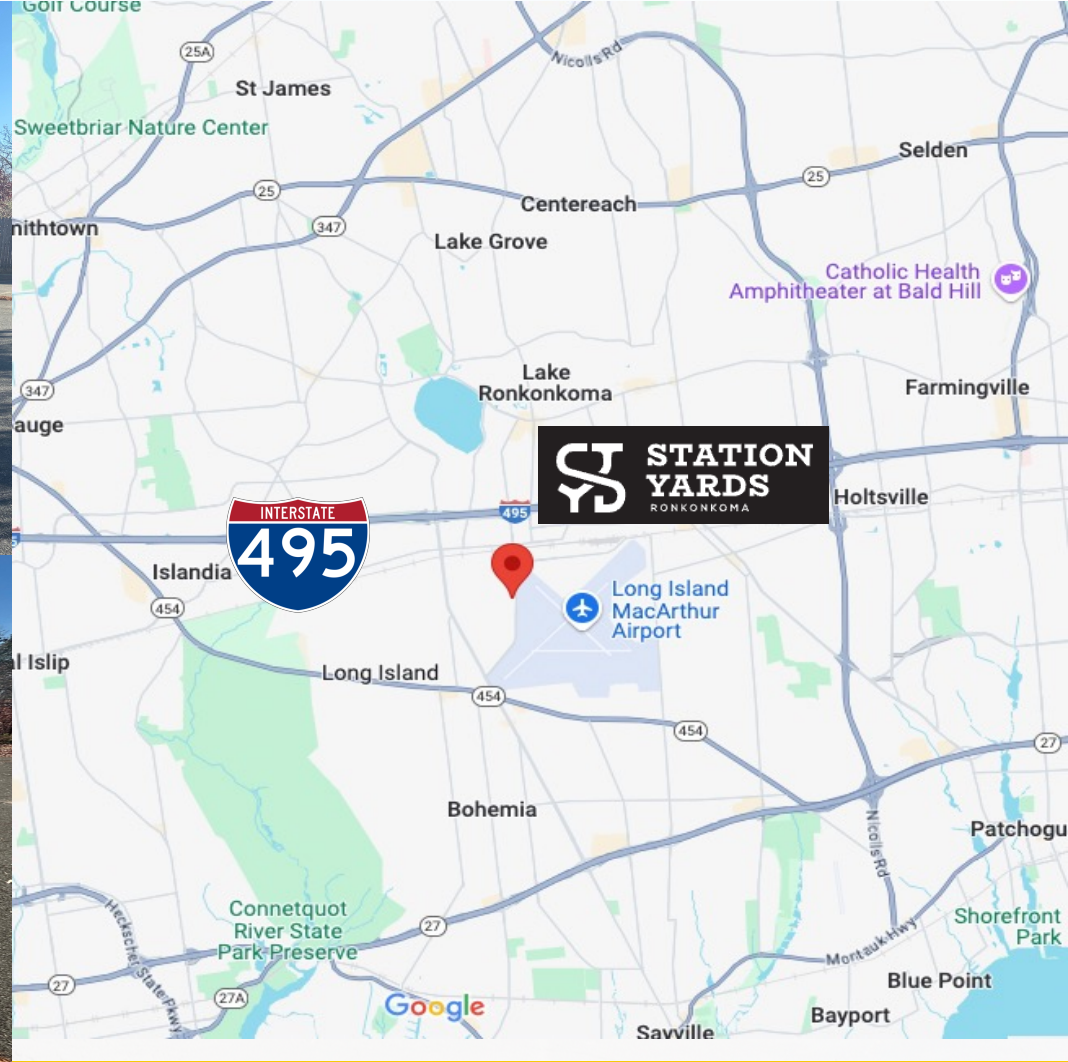 Golf Course
25A
St James
Nicolls Rd
Sweetbriar Nature Center
Selden
25
25
Centereach
347
nithtown
Lake Grove
Catholic Health
Amphitheater at Bald Hill
Lake
Ronkonkoma
347
Farmingville
auge
STATION
YARDS
RONKONKOMA
Holtsville
INTERSTATE
495
495
Islandia
454
Long Island
MacArthur
Airport
al Islip
Long Island
454
454
27
Bohemia
Nicolls Rd
Patchogu
Heckscher State Pkwy
Connetquot
River State
Park Preserve
27
Shorefront
Park
Montauk Hwy
27
27A
Google
Blue Point
Bayport
Sayville